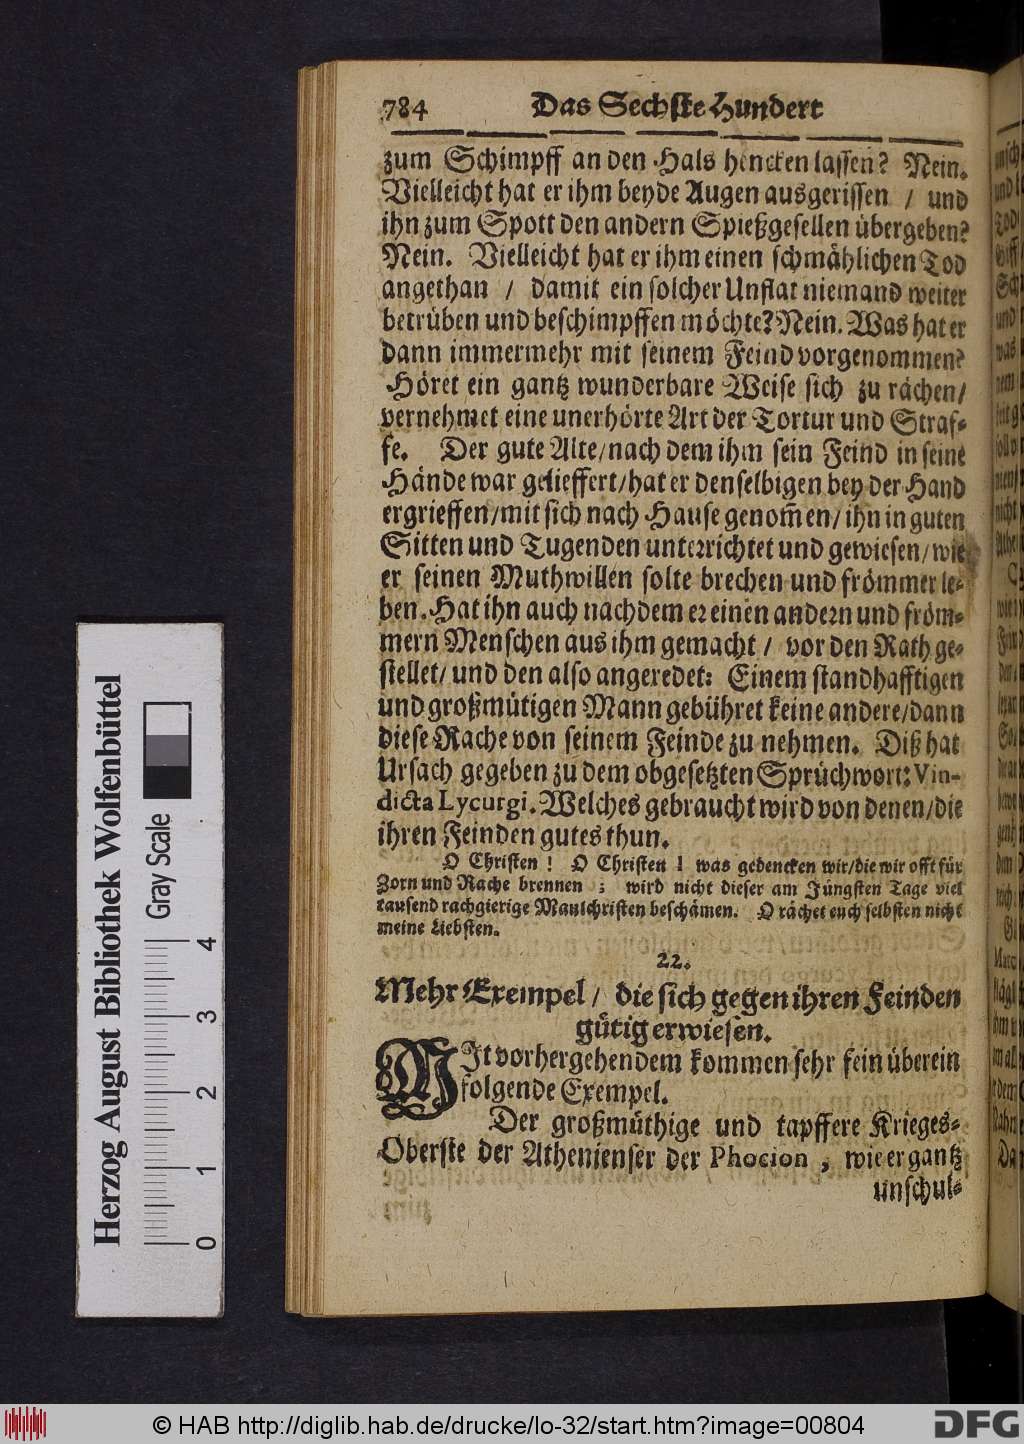 784 Das Sechste Hundert
zum Schimpff an den Hals hencken lassen? Nein.
Vielleicht hat er ihm beyde Augen ausgerissen / und
ihn zum Spott den andern Spießgesellen übergeben?
Nein. Vielleicht hat er ihm einen schmählichen Tod
angethan / damit ein solcher Unflat niemand weiter
betrüben und beschimpffen möchte? Nein. Was hat er
dann immermehr mit seinem Feind vorgenommen?
Höret ein gantz wunderbare Weise sich zu rächen /
vernehmet eine unerhörte Art der Tortur und Straf-
fe. Der gute Alte / nach dem ihm sein Feind in seine
Hände war gelieffert / hat er denselbigen bey der Hand
ergrieffen / mit sich nach Hause genom̃en / ihn in guten
Sitten und Tugenden unterrichtet und gewiesen / wie
er seinen Muthwillen solte brechen und frömmer le-
ben. Hat ihn auch nachdem er einen andern und fröm-
mern Menschen aus ihm gemacht / vor den Rath ge-
stellet / und den also angeredet: Einem standhafftigen
und großmütigen Mann gebühret keine andere / dann
diese Rache von seinem Feinde zu nehmen. Diß hat
Ursach gegeben zu dem obgesetzten Sprüchwort: Vin-
dicta Lycurgi. Welches gebraucht wird von denen / die
ihren Feinden gutes thun.
O Christen ! O Christen ! was gedencken wir / die wir offt für
Zorn und Rache brennen ; wird nicht dieser am Jüngsten Tage viel
tausend rachgierige Maulchristen beschämen. O rächet euch selbsten nicht
meine Liebsten.
22.
Mehr Exempel / die sich gegen ihren Feinden
gütig erwiesen.
MJt vorhergehendem kommen sehr fein überein
folgende Exempel.
Der großmüthige und tapffere Krieges-
Oberste der Athenienser der Phocion , wie er gantz
unschul-
Herzog August Bibliothek Wolfenbüttel
Gray Scale
0 1 2 3 4
© HAB http://diglib.hab.de/drucke/lo-32/start.htm?image=00804
DFG